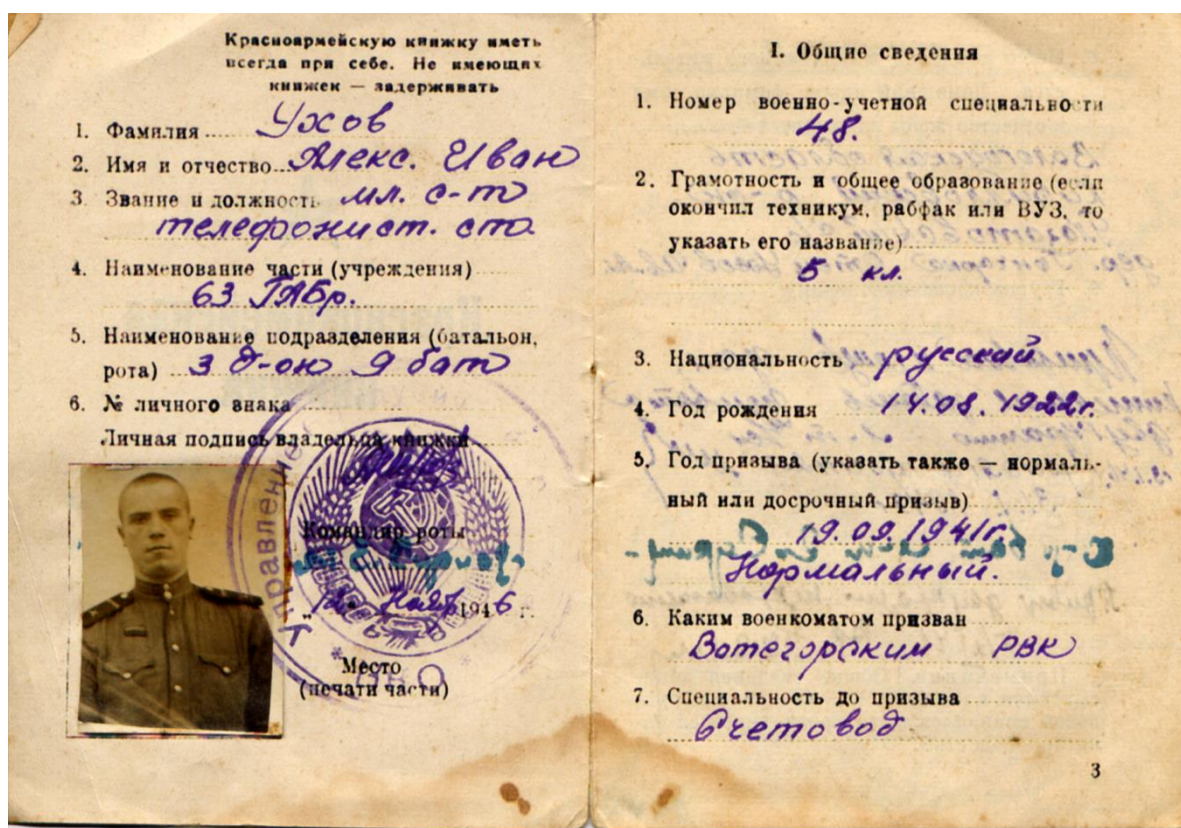 Красноармейскую книжку иметь
всегда при себе. Не имеющих
книжек — задерживать
1. Фамилия Ухов
2. Имя и отчество Алекс. Иван
3. Звание и должность мл. с-т
телефонист. сто.
4. Наименование части (учреждения)
63 ГАБр.
5. Наименование подразделения (батальон,
рота) 3 д-он 9 бат
6. № личного знака
Личная подпись владельца книжки
Командир роты
"12" Нояб 1946 г.
Место
(печати части)
I. Общие сведения
1. Номер военно-учетной специальности
48.
2. Грамотность и общее образование (если
окончил техникум, рабфак или ВУЗ, то
указать его название)
5 кл.
3. Национальность русский
4. Год рождения 14.08.1922г.
5. Год призыва (указать также — нормаль-
ный или досрочный призыв)
19.09.1941г.
Нормальный.
6. Каким военкоматом призван
Вотегорским РВК
7. Специальность до призыва
Счетовод
3